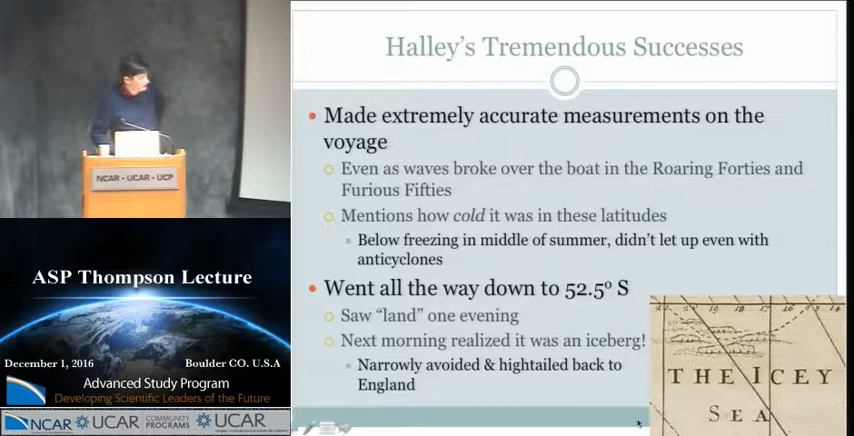 NCAR - UCAR - UCP
ASP Thompson Lecture
December 1, 2016
Boulder CO. U.S.A
Advanced Study Program
Developing Scientific Leaders of the Future
NCAR
UCAR
COMMUNITY
PROGRAMS
UCAR
Halley's Tremendous Successes
Made extremely accurate measurements on the
voyage
Even as waves broke over the boat in the Roaring Forties and
Furious Fifties
Mentions how cold it was in these latitudes
Below freezing in middle of summer, didn't let up even with
anticyclones
Went all the way down to 52.5º S
Saw "land" one evening
Next morning realized it was an iceberg!
Narrowly avoided & hightailed back to
England
THE ICEY
SEA